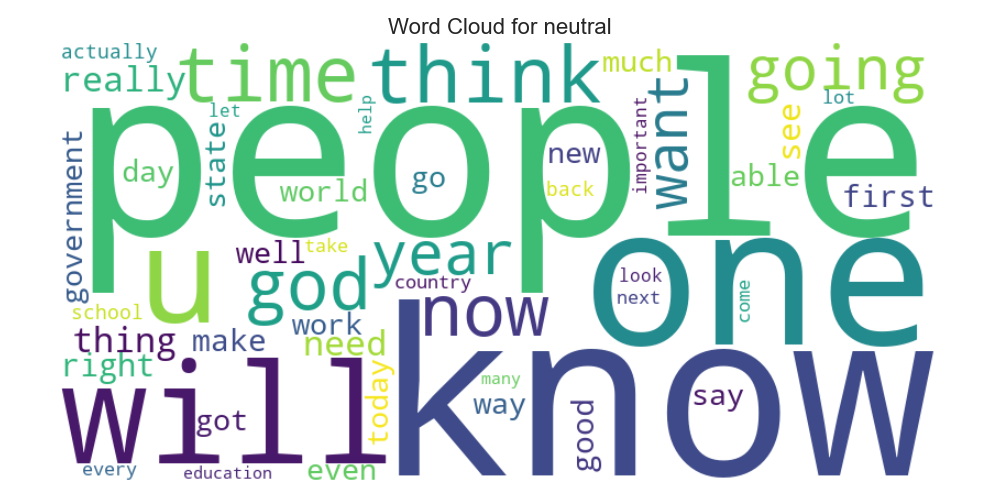 Word Cloud for neutral
actually
really
time
think
much
going
people
let
help
lot
state
important
want
see
government
day
world
go
new
back
able
first
u
well
take
god
year
one
country
look
next
come
school
now
thing
make
work
need
right
will
know
today
many
way
say
got
good
every
education
even